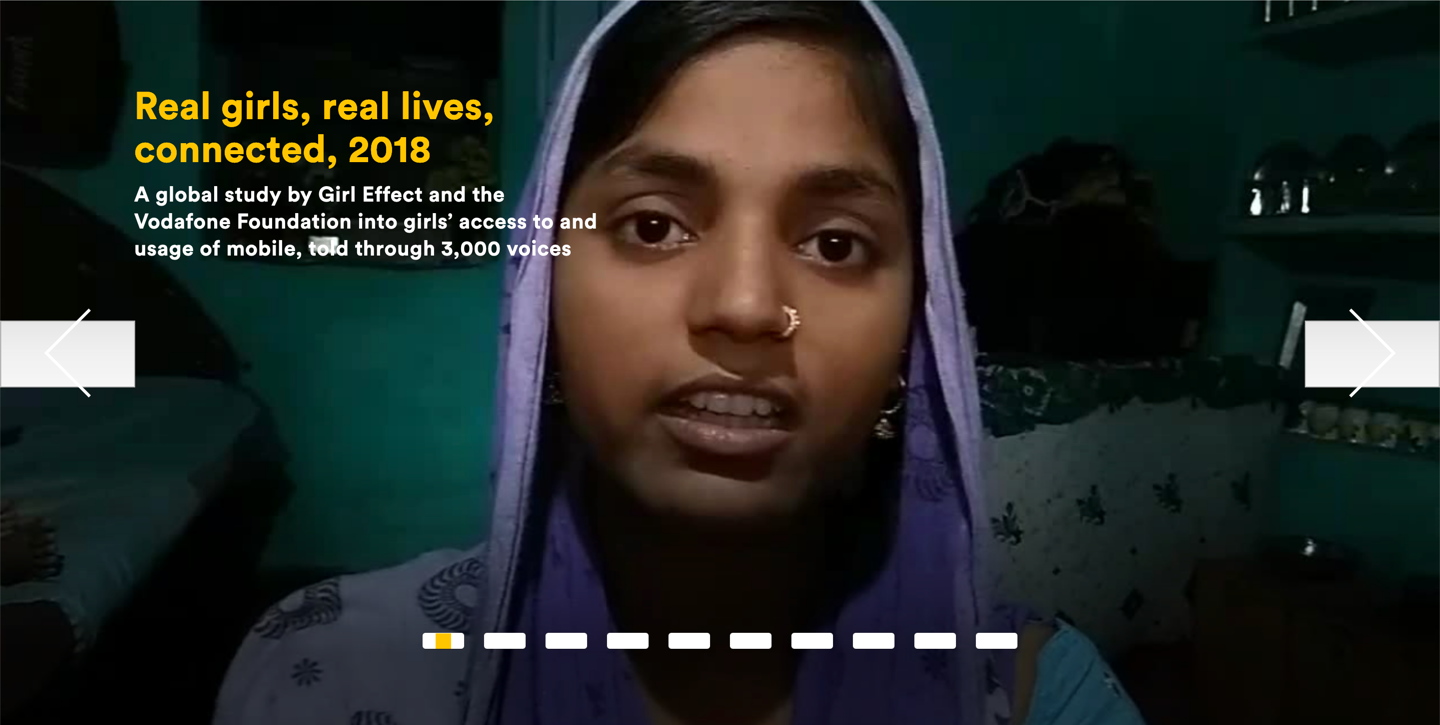 Real girls, real lives,
connected, 2018
A global study by Girl Effect and the
Vodafone Foundation into girls’ access to and
usage of mobile, told through 3,000 voices